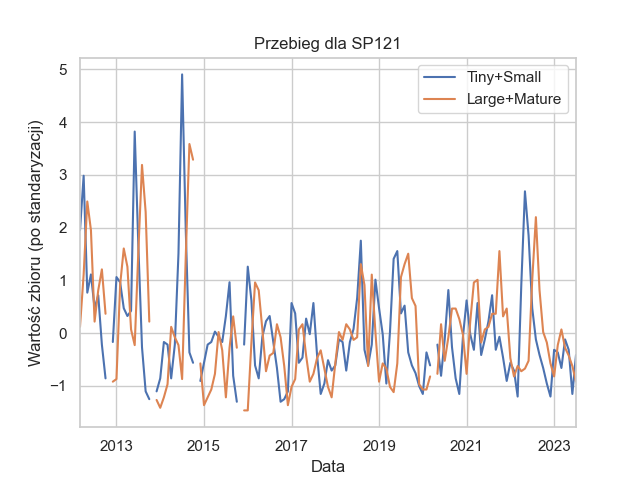 Przebieg dla SP121
Tiny+Small
Large+Mature
Wartość zbioru (po standaryzacji)
5
4
3
2
1
0
−1
2013 2015 2017 2019 2021 2023
Data